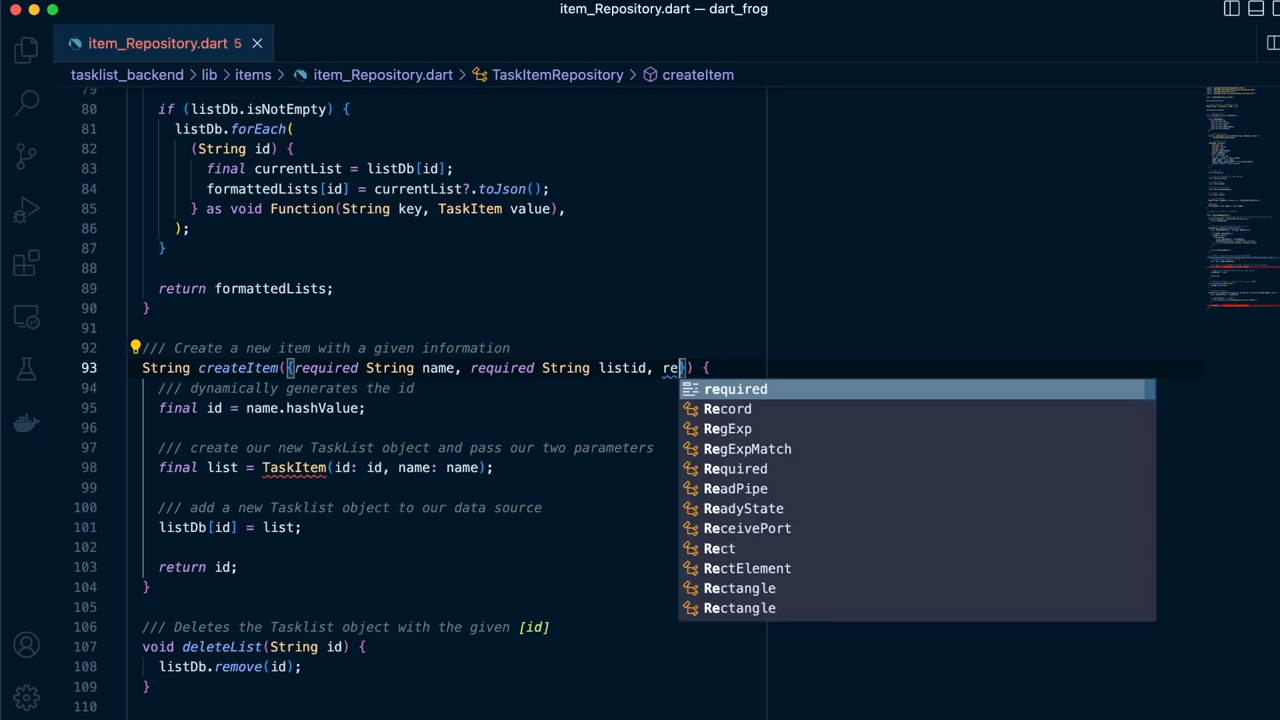 item_Repository.dart — dart_frog
item_Repository.dart 5
tasklist_backend > lib > items > item_Repository.dart > TaskItemRepository > createItem
79
80 if (listDb.isNotEmpty) {
81 listDb.forEach(
82 (String id) {
83 final currentList = listDb[id];
84 formattedLists[id] = currentList?.toJson();
85 } as void Function(String key, TaskItem value),
86 );
87 }
88
89 return formattedLists;
90 }
91
92 /// Create a new item with a given information
93 String createItem({required String name, required String listid, re}) {
94 /// dynamically generates the id
95 final id = name.hashValue;
96
97 /// create our new TaskList object and pass our two parameters
98 final list = TaskItem(id: id, name: name);
99
100 /// add a new Tasklist object to our data source
101 listDb[id] = list;
102
103 return id;
104 }
105
106 /// Deletes the Tasklist object with the given [id]
107 void deleteList(String id) {
108 listDb.remove(id);
109 }
110
required
Record
RegExp
RegExpMatch
Required
ReadPipe
ReadyState
ReceivePort
Rect
RectElement
Rectangle
Rectangle